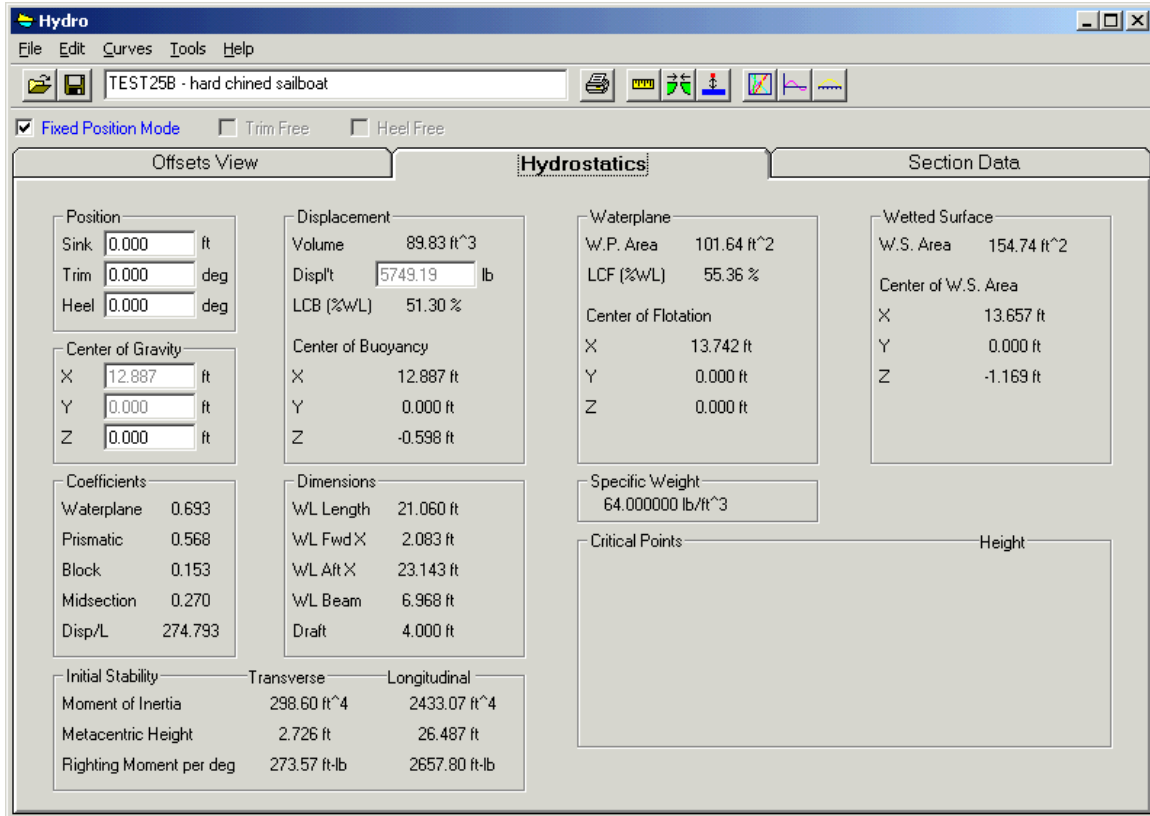 Hydro
File Edit Curves Tools Help
TEST25B - hard chined sailboat
Fixed Position Mode Trim Free Heel Free
Offsets View Hydrostatics Section Data
Position
Sink 0.000 ft
Trim 0.000 deg
Heel 0.000 deg
Center of Gravity
X 12.887 ft
Y 0.000 ft
Z 0.000 ft
Displacement
Volume 89.83 ft^3
Displ't 5749.19 lb
LCB (%WL) 51.30 %
Center of Buoyancy
X 12.887 ft
Y 0.000 ft
Z -0.598 ft
Waterplane
W.P. Area 101.64 ft^2
LCF (%WL) 55.36 %
Center of Flotation
X 13.742 ft
Y 0.000 ft
Z 0.000 ft
Wetted Surface
W.S. Area 154.74 ft^2
Center of W.S. Area
X 13.657 ft
Y 0.000 ft
Z -1.169 ft
Coefficients
Waterplane 0.693
Prismatic 0.568
Block 0.153
Midsection 0.270
Disp/L 274.793
Dimensions
WL Length 21.060 ft
WL Fwd X 2.083 ft
WL Aft X 23.143 ft
WL Beam 6.968 ft
Draft 4.000 ft
Specific Weight
64.000000 lb/ft^3
Critical Points Height
Initial Stability Transverse Longitudinal
Moment of Inertia 298.60 ft^4 2433.07 ft^4
Metacentric Height 2.726 ft 26.487 ft
Righting Moment per deg 273.57 ft-lb 2657.80 ft-lb